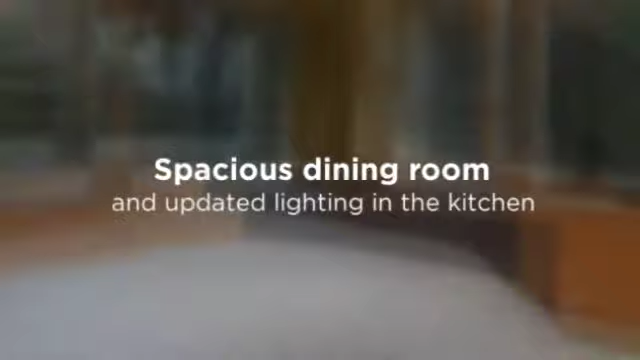 Spacious dining room
and updated lighting in the kitchen